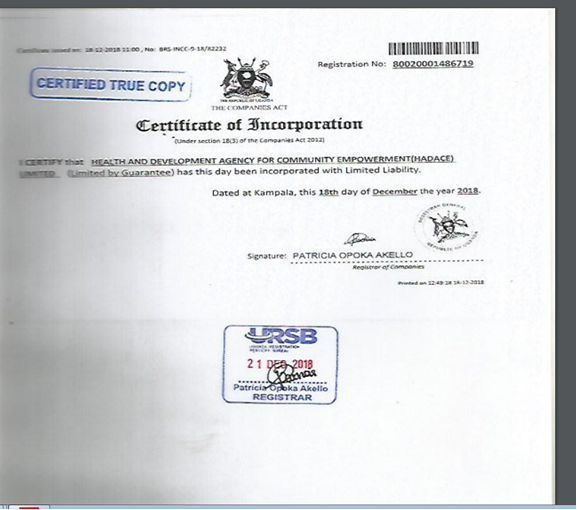 Certificate issued on: 18-12-2018 11:00 , No: BRS-INCC-9-18/82232
Registration No: 80020001486719
CERTIFIED TRUE COPY
THE REPUBLIC OF UGANDA
THE COMPANIES ACT
Certificate of Incorporation
(Under section 18(3) of the Companies Act 2012)
I CERTIFY that HEALTH AND DEVELOPMENT AGENCY FOR COMMUNITY EMPOWERMENT(HADACE)
LIMITED (Limited by Guarantee) has this day been incorporated with Limited Liability.
Dated at Kampala, this 18th day of December the year 2018.
REPUBLIC OF UGANDA
Signature: PATRICIA OPOKA AKELLO
Registrar of Companies
Printed on 12:49:18 18-12-2018
URSB
UGANDA REGISTRATION
SERVICES BUREAU
21 DEC 2018
Patricia Opoka Akello
REGISTRAR